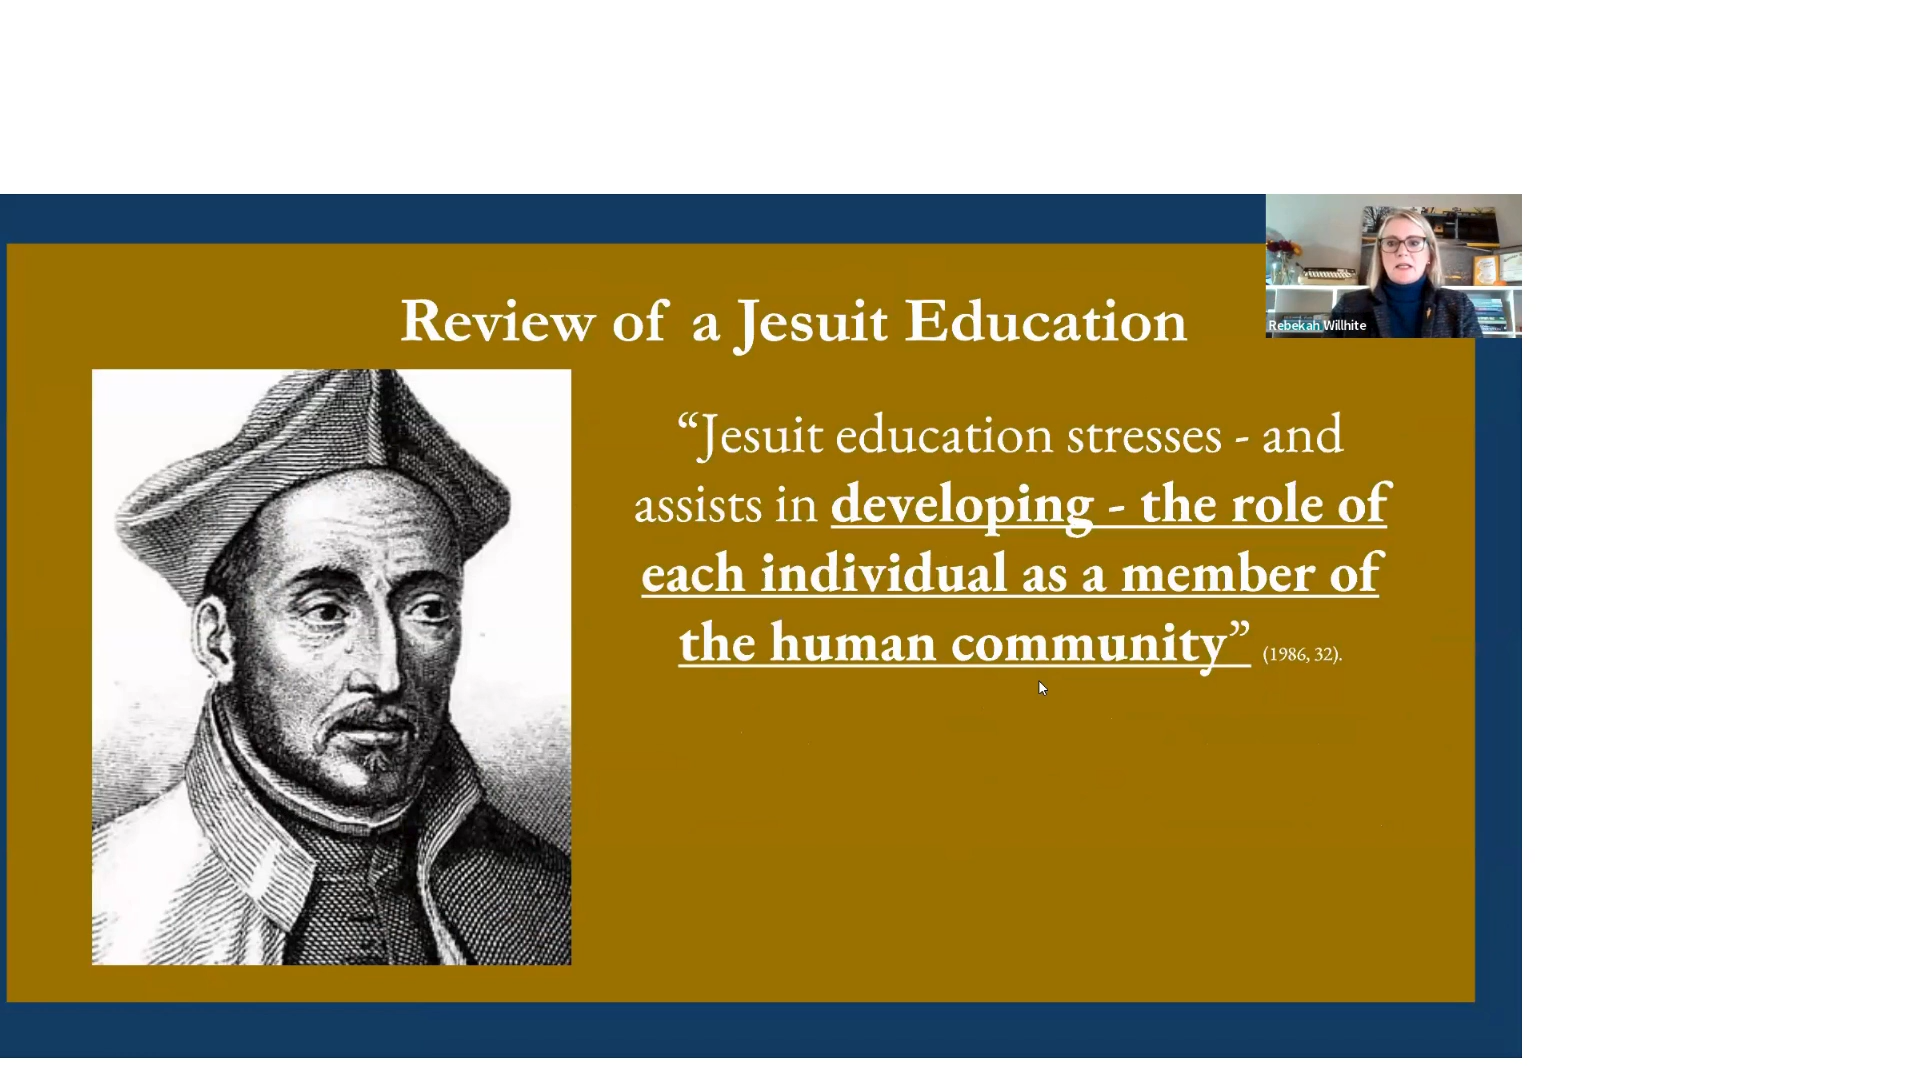 Review of a Jesuit Education
Rebekah Willhite
“Jesuit education stresses - and
assists in developing - the role of
each individual as a member of
the human community” (1986, 32).